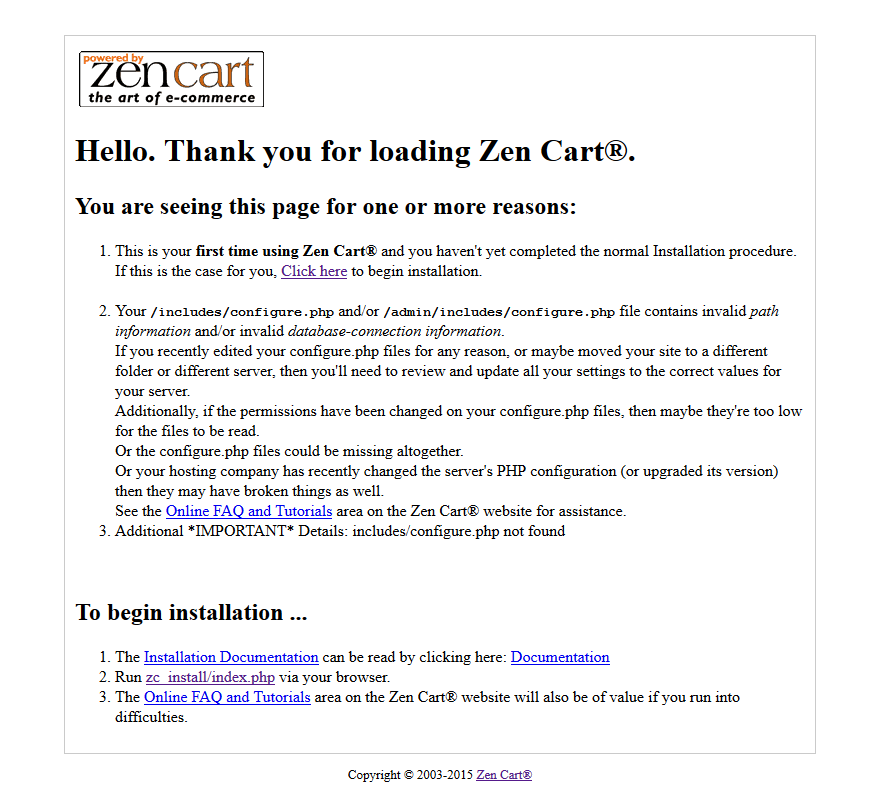 powered by
zen cart
the art of e-commerce
Hello. Thank you for loading Zen Cart®.
You are seeing this page for one or more reasons:
1. This is your first time using Zen Cart® and you haven't yet completed the normal Installation procedure.
If this is the case for you, Click here to begin installation.
2. Your /includes/configure.php and/or /admin/includes/configure.php file contains invalid path
information and/or invalid database-connection information.
If you recently edited your configure.php files for any reason, or maybe moved your site to a different
folder or different server, then you'll need to review and update all your settings to the correct values for
your server.
Additionally, if the permissions have been changed on your configure.php files, then maybe they're too low
for the files to be read.
Or the configure.php files could be missing altogether.
Or your hosting company has recently changed the server's PHP configuration (or upgraded its version)
then they may have broken things as well.
See the Online FAQ and Tutorials area on the Zen Cart® website for assistance.
3. Additional *IMPORTANT* Details: includes/configure.php not found
To begin installation ...
1. The Installation Documentation can be read by clicking here: Documentation
2. Run zc_install/index.php via your browser.
3. The Online FAQ and Tutorials area on the Zen Cart® website will also be of value if you run into
difficulties.
Copyright © 2003-2015 Zen Cart®